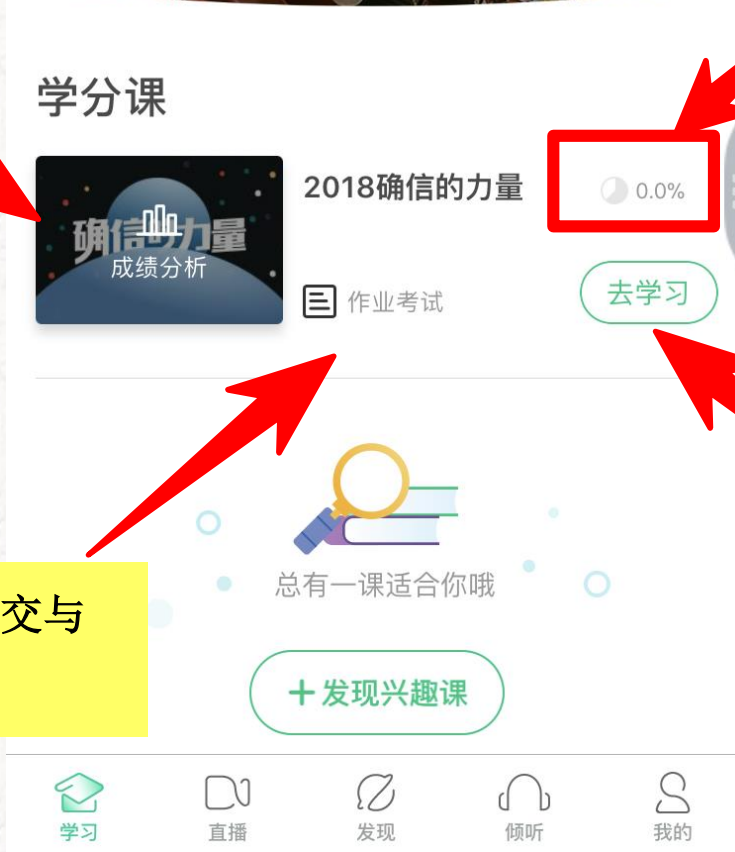 学分课
2018确信的力量
0.0%
确信的力量
成绩分析
作业考试
去学习
总有一课适合你哦
交与
+发现兴趣课
学习
直播
发现
倾听
我的